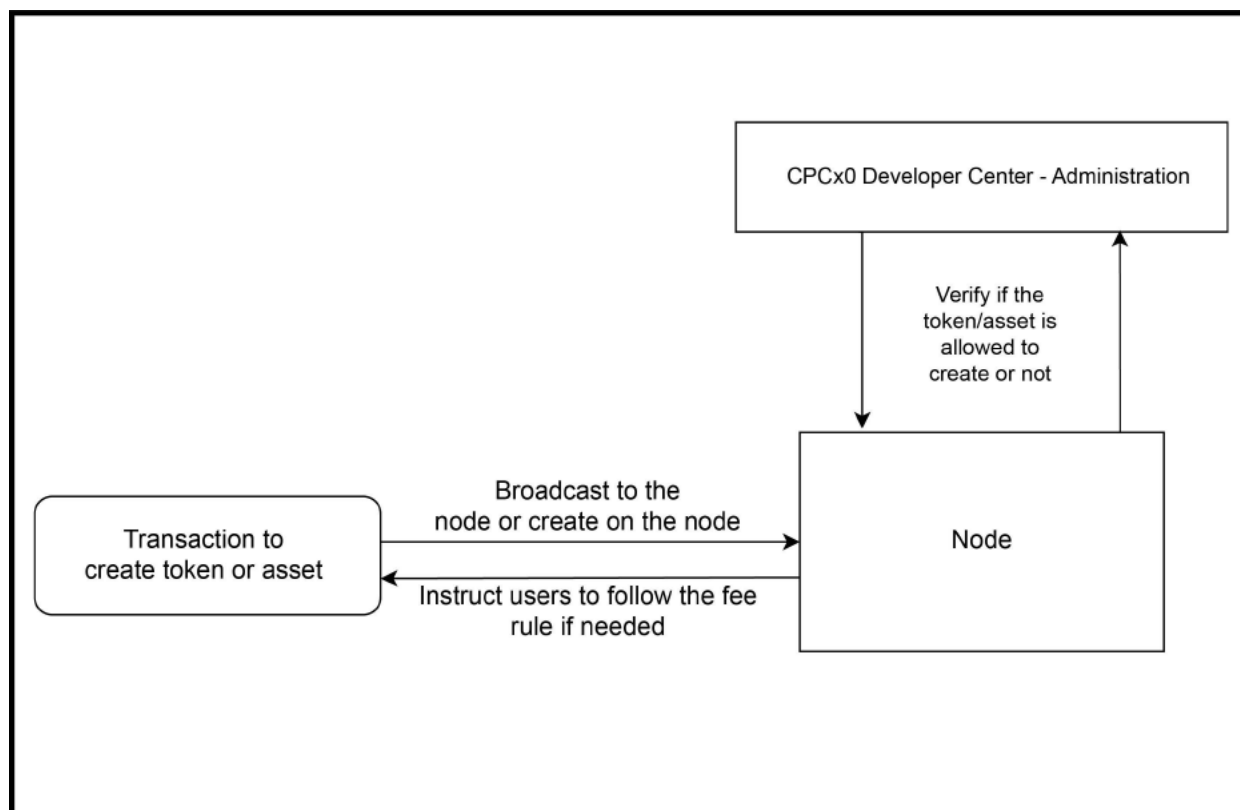 CPCx0 Developer Center - Administration
Verify if the
token/asset is
allowed to
create or not
Broadcast to the
node or create on the node
Transaction to
create token or asset
Node
Instruct users to follow the fee
rule if needed